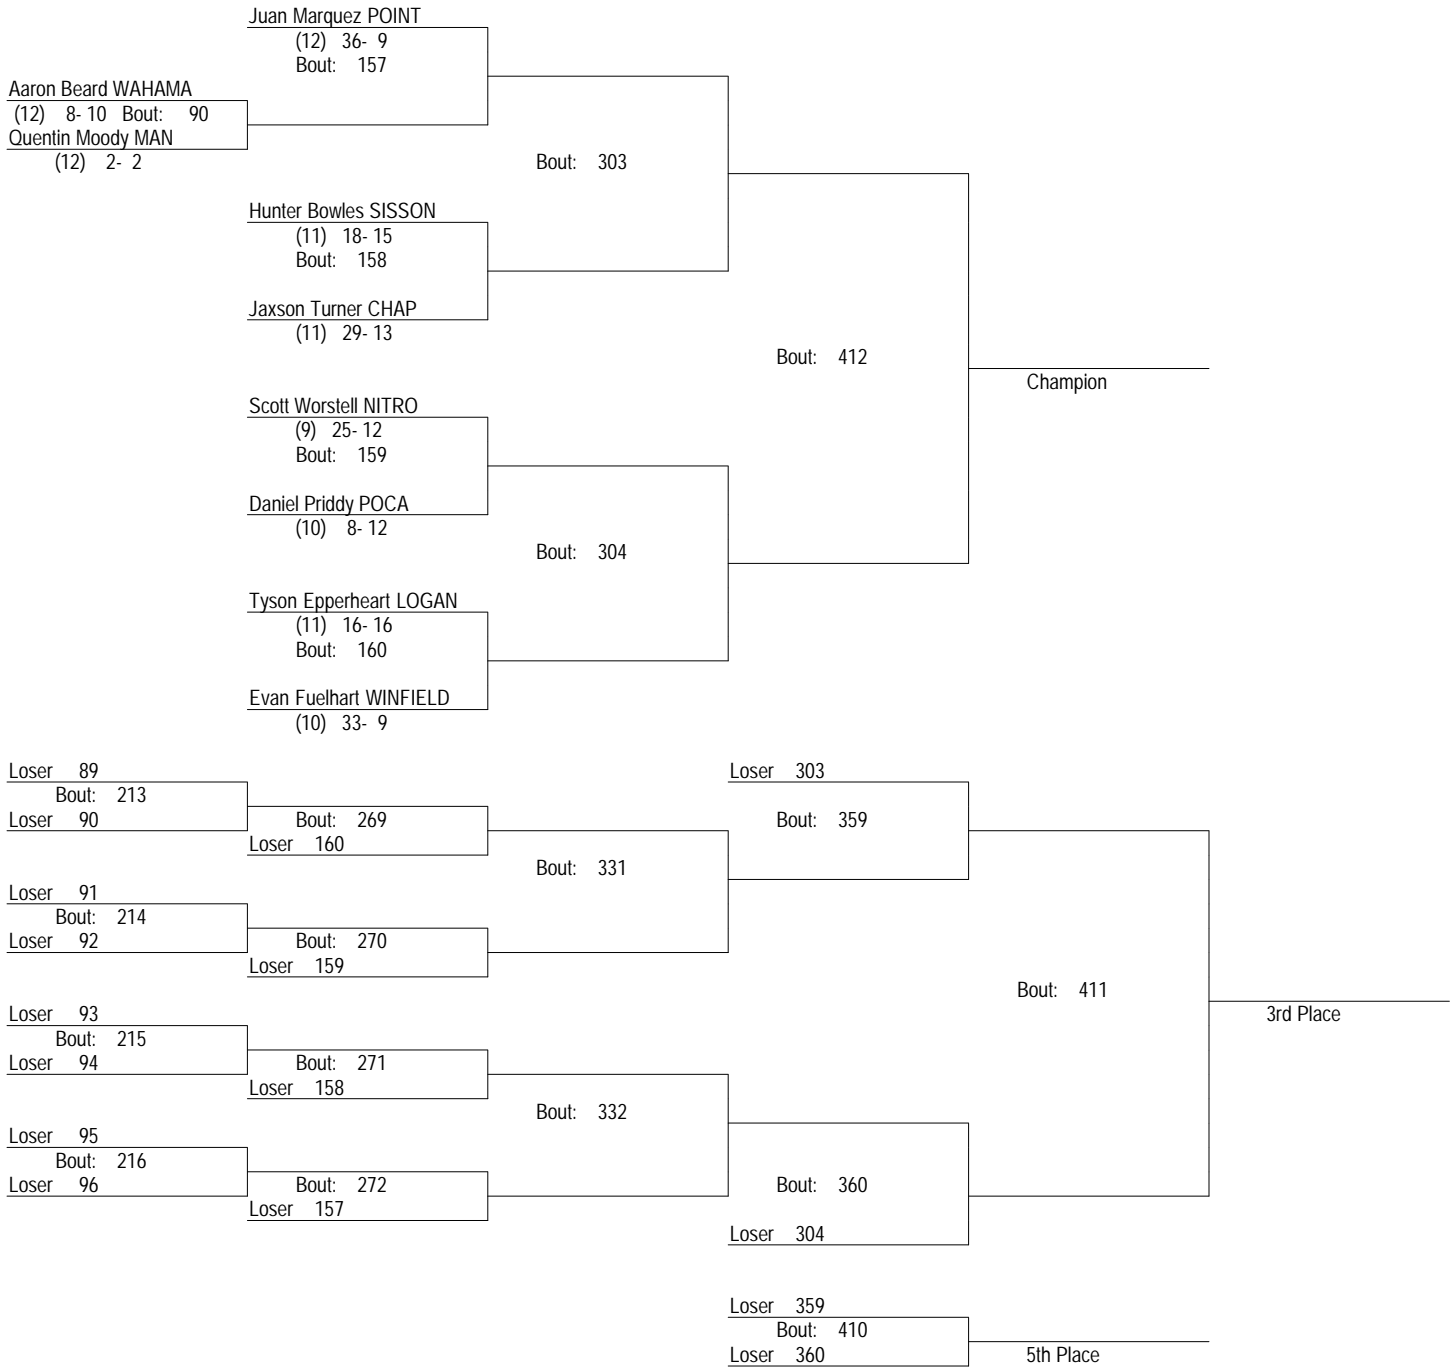 Juan Marquez POINT
(12) 36- 9
Bout: 157
Aaron Beard WAHAMA
(12) 8- 10 Bout: 90
Quentin Moody MAN
(12) 2- 2
Bout: 303
Hunter Bowles SISSON
(11) 18- 15
Bout: 158
Jaxson Turner CHAP
(11) 29- 13
Bout: 412
Champion
Scott Worstell NITRO
(9) 25- 12
Bout: 159
Daniel Priddy POCA
(10) 8- 12
Bout: 304
Tyson Epperheart LOGAN
(11) 16- 16
Bout: 160
Evan Fuelhart WINFIELD
(10) 33- 9
Loser 89
Bout: 213
Loser 90
Bout: 269
Loser 160
Loser 303
Bout: 359
Bout: 331
Loser 91
Bout: 214
Loser 92
Bout: 270
Loser 159
Bout: 411
3rd Place
Loser 93
Bout: 215
Loser 94
Bout: 271
Loser 158
Bout: 332
Loser 95
Bout: 216
Loser 96
Bout: 272
Loser 157
Bout: 360
Loser 304
Loser 359
Bout: 410
Loser 360
5th Place